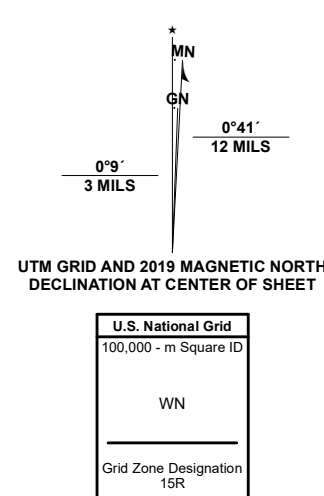 ★
MN
GN
0°41´
12 MILS
0°9´
3 MILS
UTM GRID AND 2019 MAGNETIC NORTH
DECLINATION AT CENTER OF SHEET
U.S. National Grid
100,000 - m Square ID
WN
Grid Zone Designation
15R